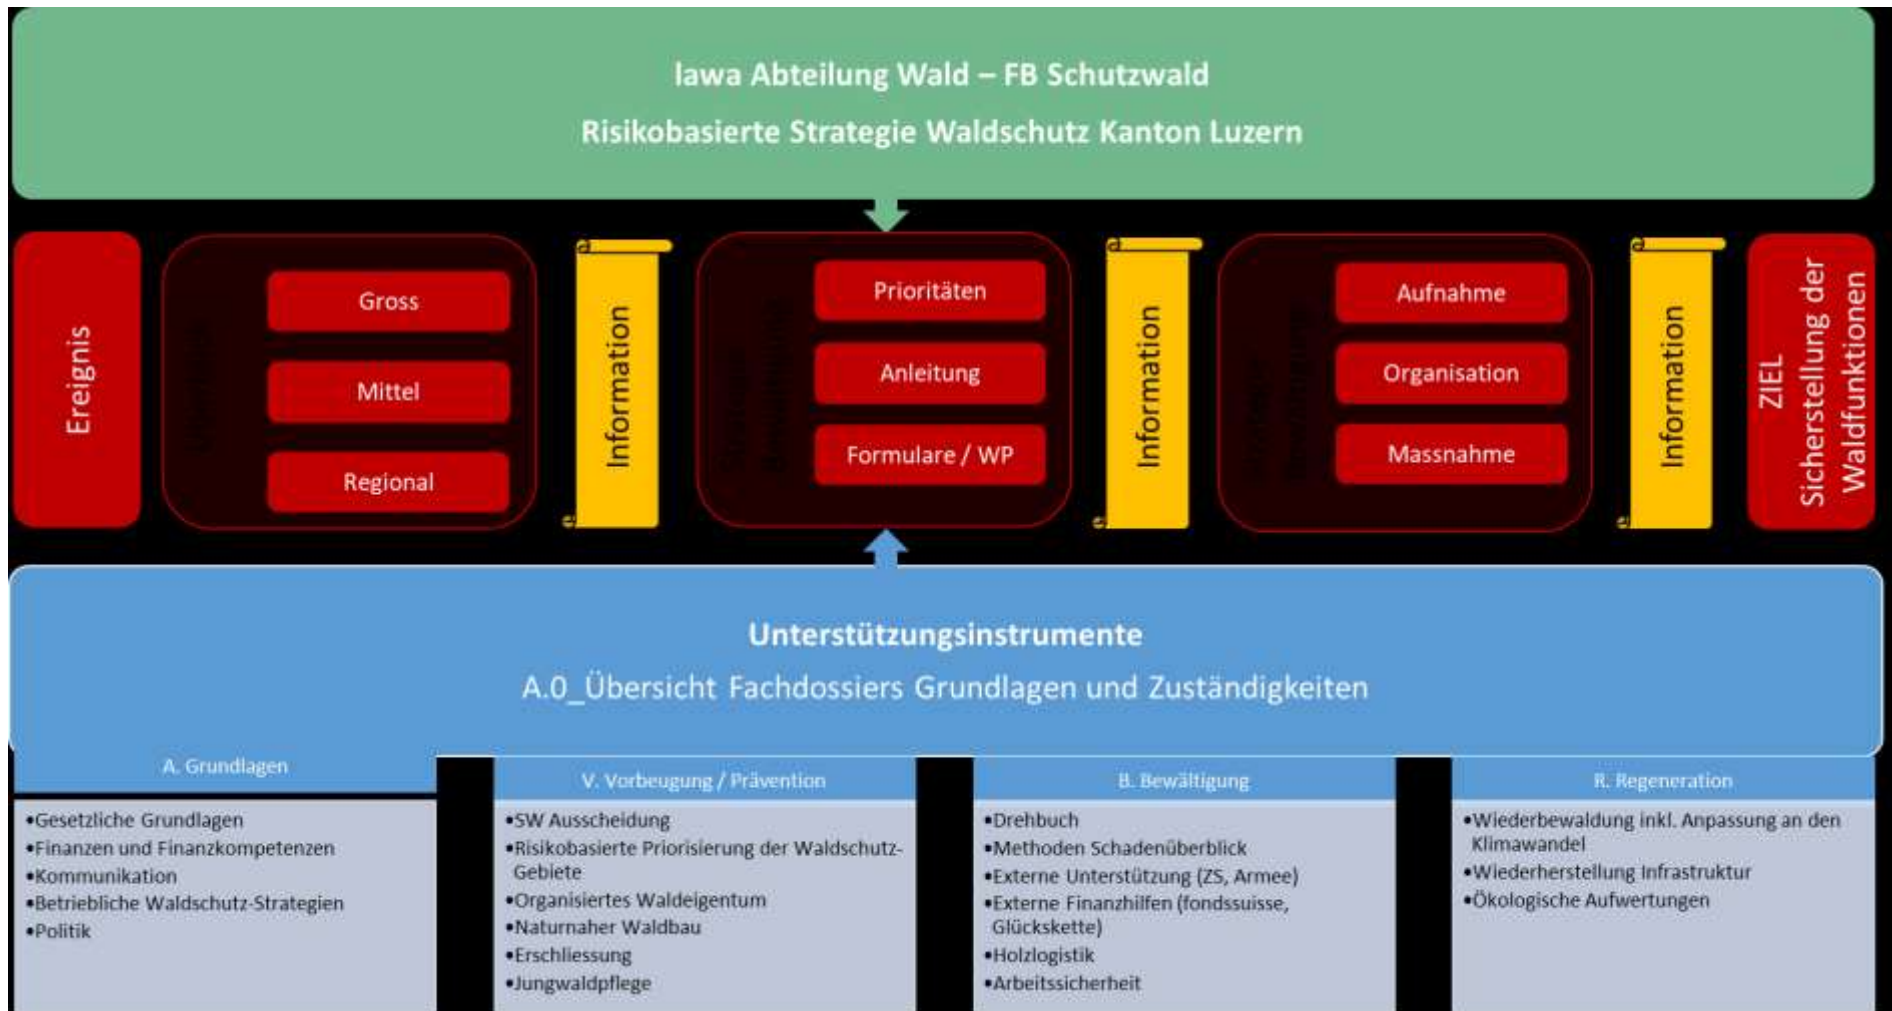 lawa Abteilung Wald – FB Schutzwald
Risikobasierte Strategie Waldschutz Kanton Luzern
Ereignis
Gross
Mittel
Regional
Information
Prioritäten
Anleitung
Formulare / WP
Information
Aufnahme
Organisation
Massnahme
Information
ZIEL
Sicherstellung der
Waldfunktionen
Unterstützungsinstrumente
A.0_Übersicht Fachdossiers Grundlagen und Zuständigkeiten
A. Grundlagen
•Gesetzliche Grundlagen
•Finanzen und Finanzkompetenzen
•Kommunikation
•Betriebliche Waldschutz-Strategien
•Politik
V. Vorbeugung / Prävention
•SW Ausscheidung
•Risikobasierte Priorisierung der Waldschutz-
Gebiete
•Organisiertes Waldeigentum
•Naturnaher Waldbau
•Erschliessung
•Jungwaldpflege
B. Bewältigung
•Drehbuch
•Methoden Schadenüberblick
•Externe Unterstützung (ZS, Armee)
•Externe Finanzhilfen (fondssuisse,
Glückskette)
•Holzlogistik
•Arbeitssicherheit
R. Regeneration
•Wiederbewaldung inkl. Anpassung an den
Klimawandel
•Wiederherstellung Infrastruktur
•Ökologische Aufwertungen